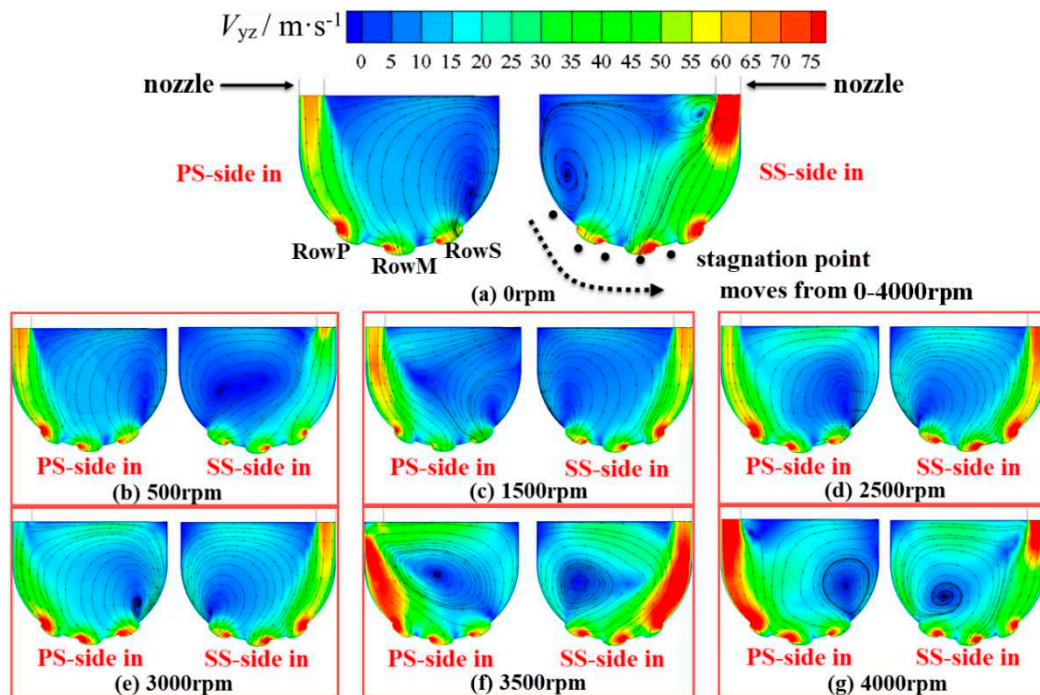 Vyz / m·s-1
0 5 10 15 20 25 30 35 40 45 50 55 60 65 70 75
nozzle
nozzle
PS-side in
SS-side in
RowP
RowM
RowS
stagnation point
moves from 0-4000rpm
(a) 0rpm
PS-side in
SS-side in
(b) 500rpm
PS-side in
SS-side in
(c) 1500rpm
PS-side in
SS-side in
(d) 2500rpm
PS-side in
SS-side in
(e) 3000rpm
PS-side in
SS-side in
(f) 3500rpm
PS-side in
SS-side in
(g) 4000rpm